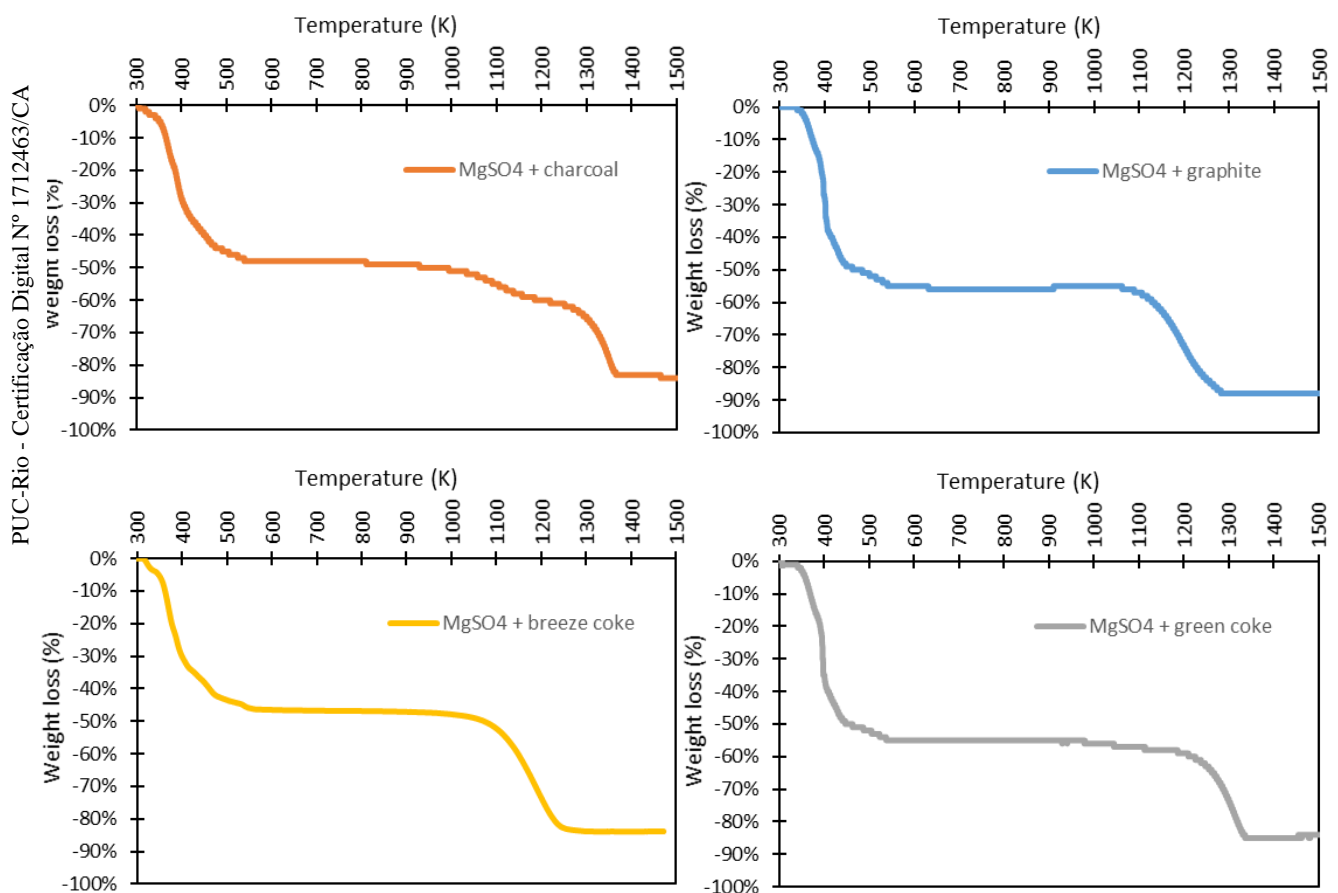 PUC-Rio - Certificação Digital Nº 1712463/CA
Temperature (K)
300 400 500 600 700 800 900 1000 1100 1200 1300 1400 1500
0%
-10%
-20%
-30%
-40%
-50%
-60%
-70%
-80%
-90%
-100%
Weight loss (%)
MgSO4 + charcoal
Temperature (K)
300 400 500 600 700 800 900 1000 1100 1200 1300 1400 1500
0%
-10%
-20%
-30%
-40%
-50%
-60%
-70%
-80%
-90%
-100%
Weight loss (%)
MgSO4 + graphite
Temperature (K)
300 400 500 600 700 800 900 1000 1100 1200 1300 1400 1500
0%
-10%
-20%
-30%
-40%
-50%
-60%
-70%
-80%
-90%
-100%
Weight loss (%)
MgSO4 + breeze coke
Temperature (K)
300 400 500 600 700 800 900 1000 1100 1200 1300 1400 1500
0%
-10%
-20%
-30%
-40%
-50%
-60%
-70%
-80%
-90%
-100%
Weight loss (%)
MgSO4 + green coke